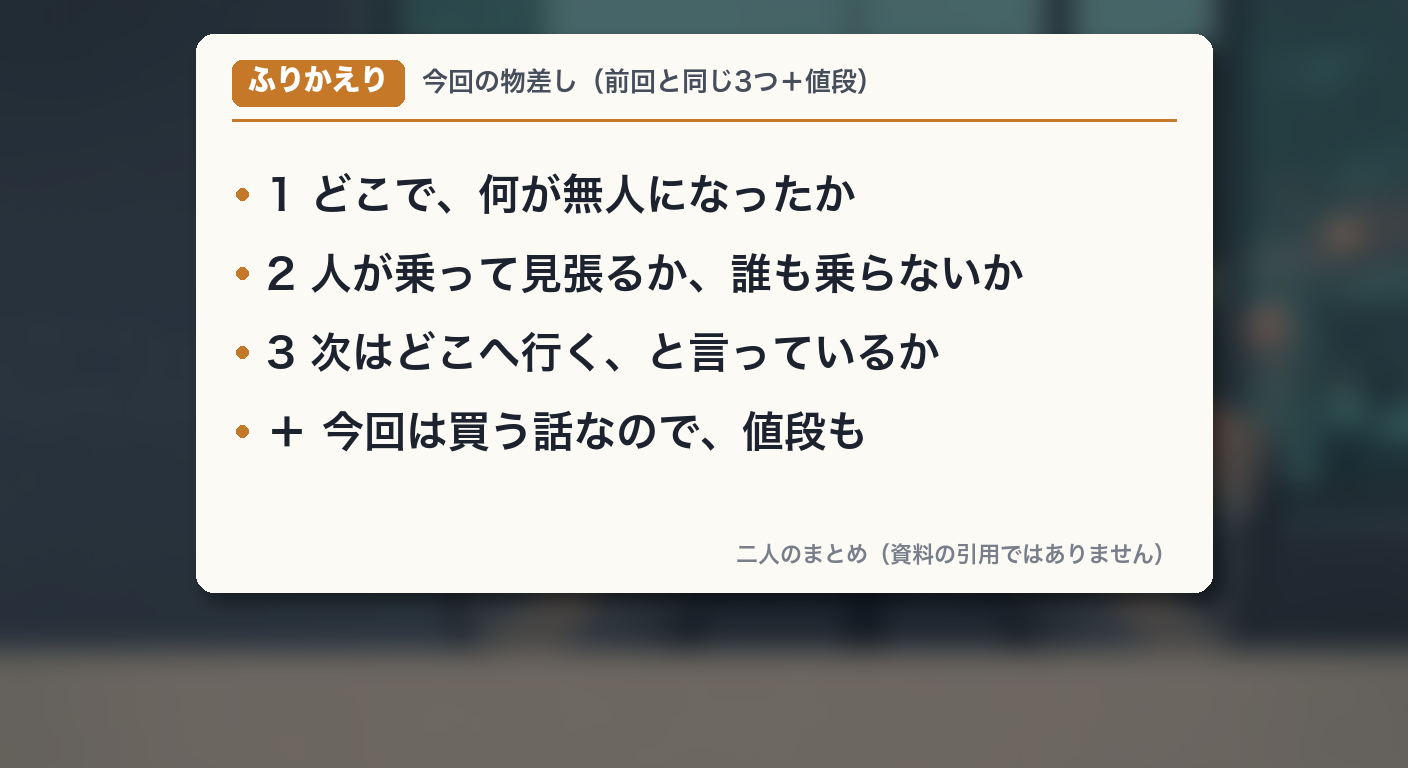 ふりかえり 今回の物差し（前回と同じ3つ＋値段）
• 1 どこで、何が無人になったか
• 2 人が乗って見張るか、誰も乗らないか
• 3 次はどこへ行く、と言っているか
• ＋ 今回は買う話なので、値段も
二人のまとめ（資料の引用ではありません）